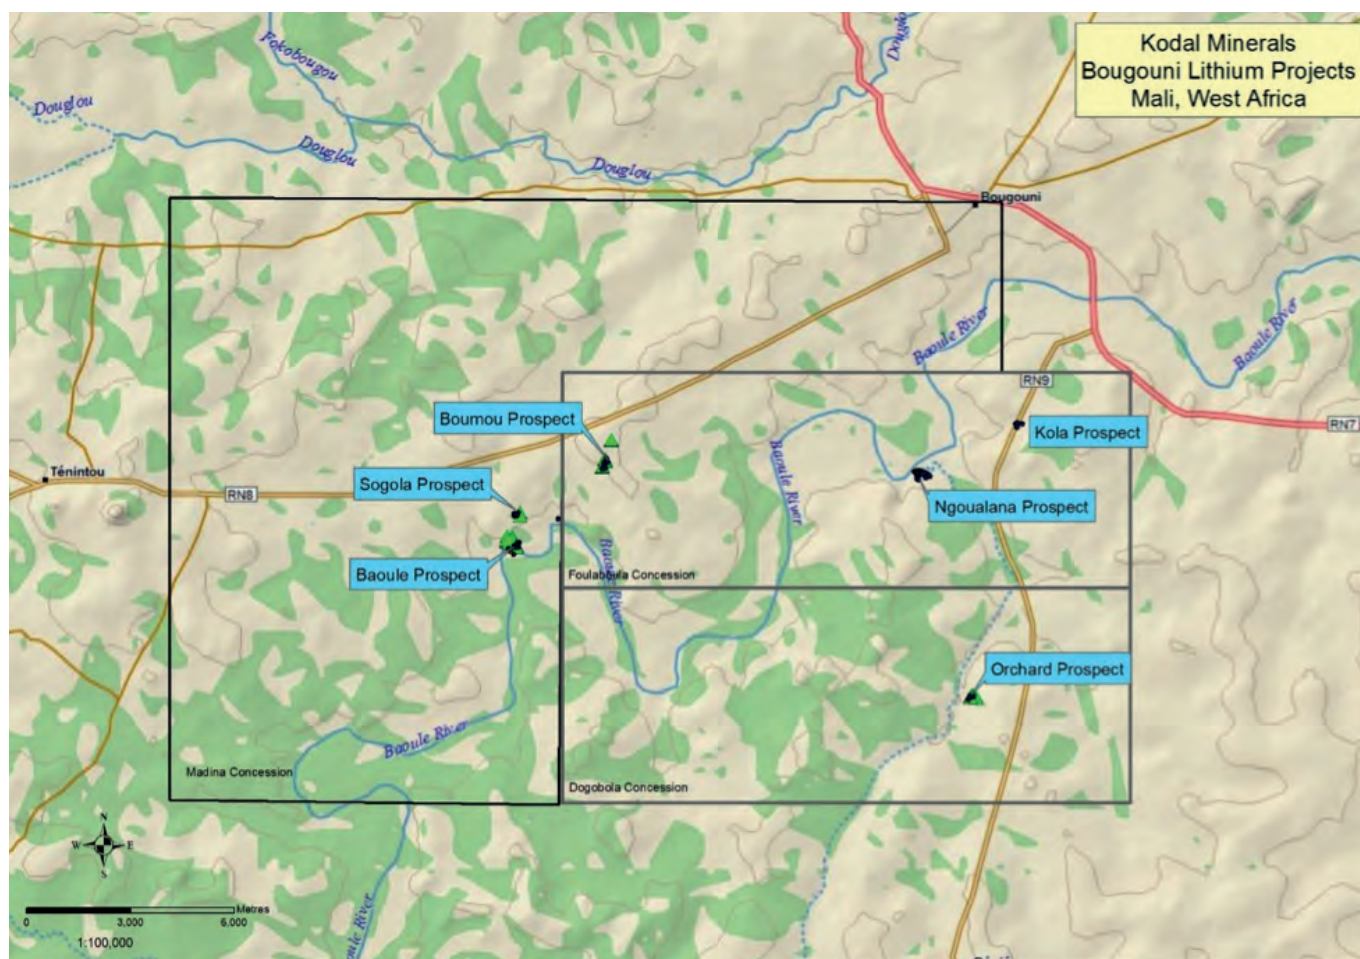 Kodal Minerals
Bougouni Lithium Projects
Mali, West Africa
Fokobougou
Douglou
Douglou
Douglou
Bougouni
Baoule River
Baoule River
RN9
Boumou Prospect
Kola Prospect
RN7
Ténintou
Sogola Prospect
RN8
Baoule River
Ngoualana Prospect
Baoule Prospect
Baoule River
Foulaboula Concession
Orchard Prospect
Baoule River
Madina Concession
Dogobola Concession
N
W
E
S
Metres
0
3,000
6,000
1:100,000
River